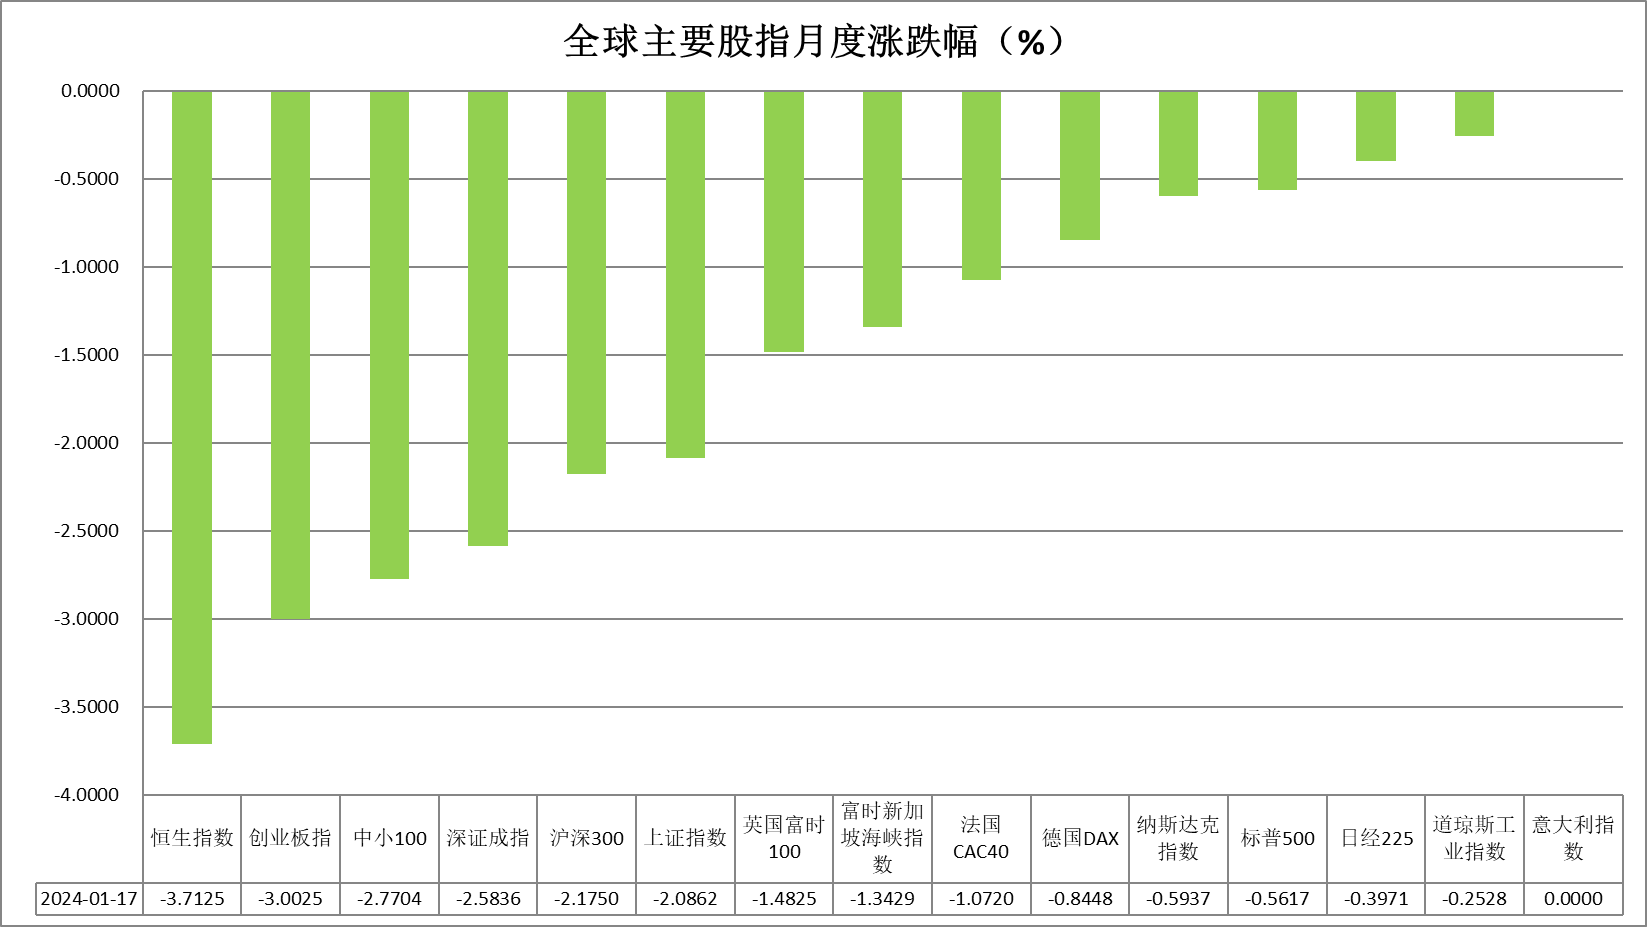 全球主要股指月度涨跌幅（%）
0.0000
-0.5000
-1.0000
-1.5000
-2.0000
-2.5000
-3.0000
-3.5000
-4.0000
恒生指数
创业板指
中小100
深证成指
沪深300
上证指数
英国富时
100
富时新加
坡海峡指
数
法国
CAC40
德国DAX
纳斯达克
指数
标普500
日经225
道琼斯工
业指数
意大利指
数
2024-01-17 -3.7125 -3.0025 -2.7704 -2.5836 -2.1750 -2.0862 -1.4825 -1.3429 -1.0720 -0.8448 -0.5937 -0.5617 -0.3971 -0.2528 0.0000